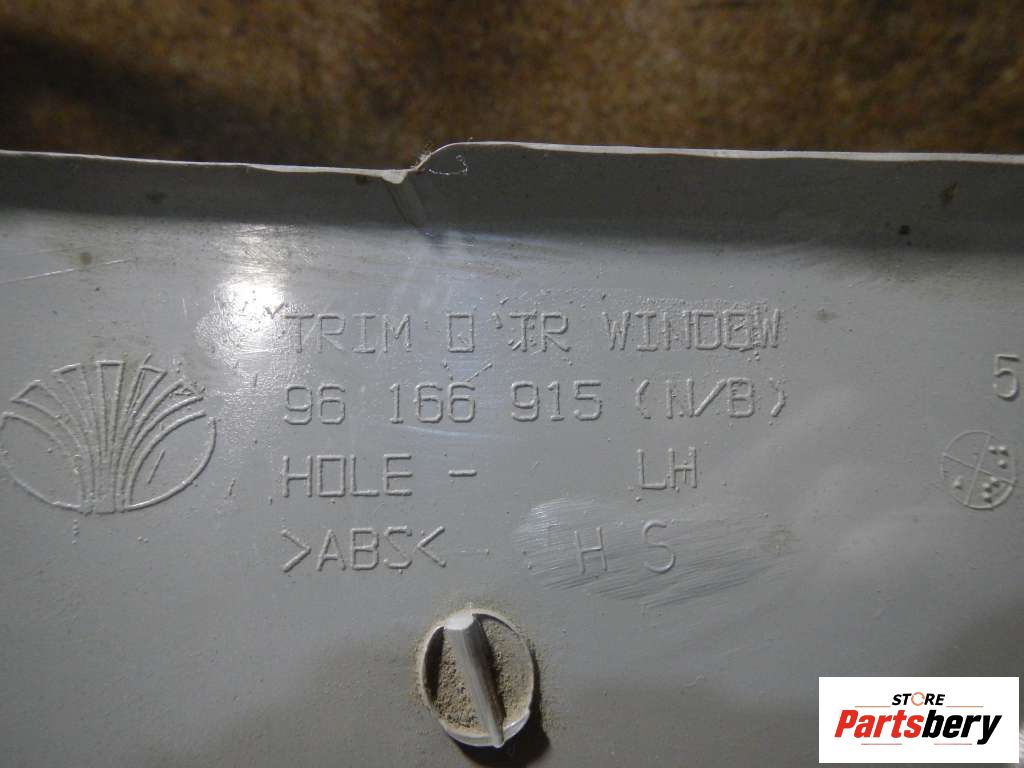 TRIM Q'TR WINDOW
96 166 915 (N/B)
HOLE - LH
>ABS<
H S
5
STORE
Partsbery